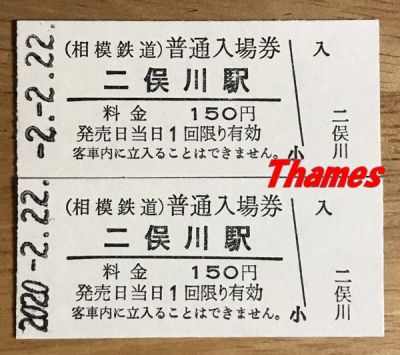 -2.-2.22.
(相模鉄道)普通入場券
二俣川駅
料金 150円
発売日当日1回限り有効
客車内に立入ることはできません。小
入
二俣川
Thames
2020-2.22.
(相模鉄道)普通入場券
二俣川駅
料金 150円
発売日当日1回限り有効
客車内に立入ることはできません。小
入
二俣川